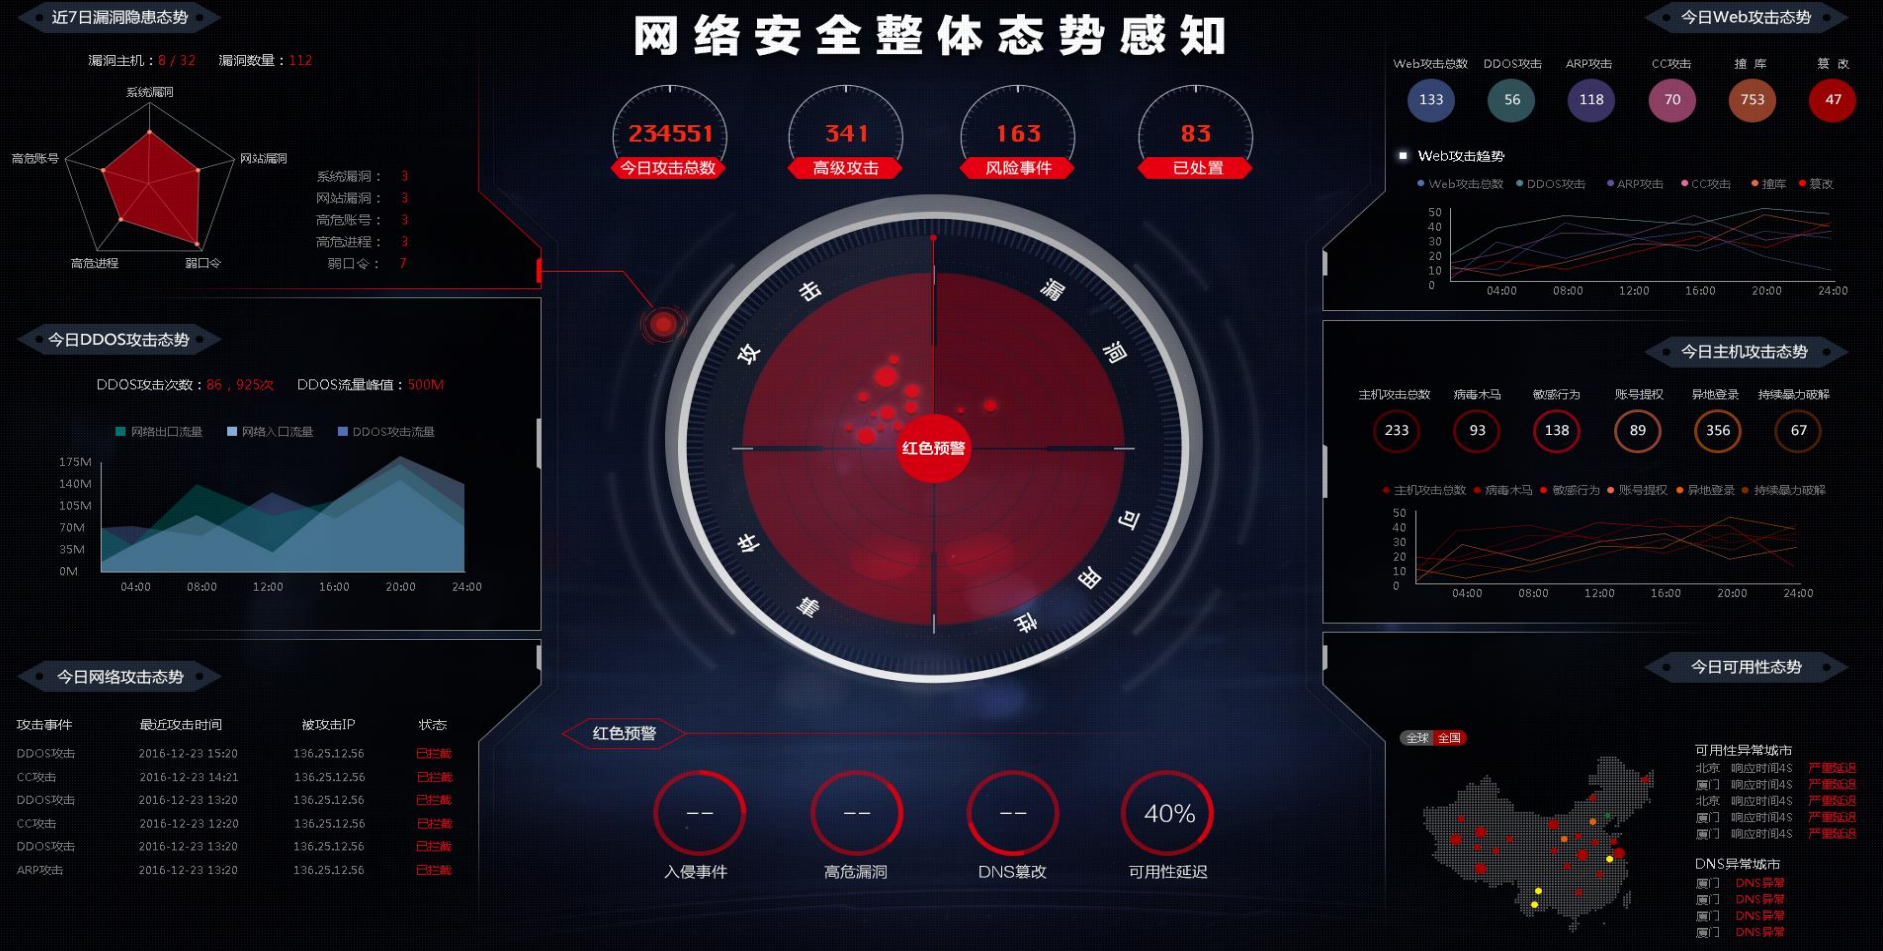 网络安全整体态势感知
近7日漏洞隐患态势
漏洞主机：8 / 32 漏洞数量：112
系统漏洞
高危账号
网站漏洞
高危进程
弱口令
系统漏洞： 3
网站漏洞： 3
高危账号： 3
高危进程： 3
弱口令： 7
今日DDOS攻击态势
DDOS攻击次数：86，925次 DDOS流量峰值：500M
网络出口流量 网络入口流量 DDOS攻击流量
175M
140M
105M
70M
35M
0M
04:00 08:00 12:00 16:00 20:00 24:00
今日网络攻击态势
攻击事件 最近攻击时间 被攻击IP 状态
DDOS攻击 2016-12-23 15:20 136.25.12.56 已拦截
CC攻击 2016-12-23 14:21 136.25.12.56 已拦截
DDOS攻击 2016-12-23 13:20 136.25.12.56 已拦截
CC攻击 2016-12-23 12:20 136.25.12.56 已拦截
DDOS攻击 2016-12-23 13:20 136.25.12.56 已拦截
ARP攻击 2016-12-23 13:20 136.25.12.56 已拦截
234551 341 163 83
今日攻击总数 高级攻击 风险事件 已处置
攻击
漏洞
红色预警
事件
可用性
红色预警
-- -- -- 40%
入侵事件 高危漏洞 DNS篡改 可用性延迟
今日Web攻击态势
Web攻击总数 DDOS攻击 ARP攻击 CC攻击 撞 库 篡 改
133 56 118 70 753 47
Web攻击趋势
Web攻击总数 DDOS攻击 ARP攻击 CC攻击 撞库 篡改
50
40
30
20
10
0
04:00 08:00 12:00 16:00 20:00 24:00
今日主机攻击态势
主机攻击总数 病毒木马 敏感行为 账号提权 异地登录 持续暴力破解
233 93 138 89 356 67
主机攻击总数 病毒木马 敏感行为 账号提权 异地登录 持续暴力破解
50
40
30
20
10
0
04:00 08:00 12:00 16:00 20:00 24:00
今日可用性态势
全球 全国
可用性异常城市
北京 响应时间4S 严重延迟
厦门 响应时间4S 严重延迟
北京 响应时间4S 严重延迟
厦门 响应时间4S 严重延迟
厦门 响应时间4S 严重延迟
DNS异常城市
厦门 DNS异常
厦门 DNS异常
厦门 DNS异常
厦门 DNS异常